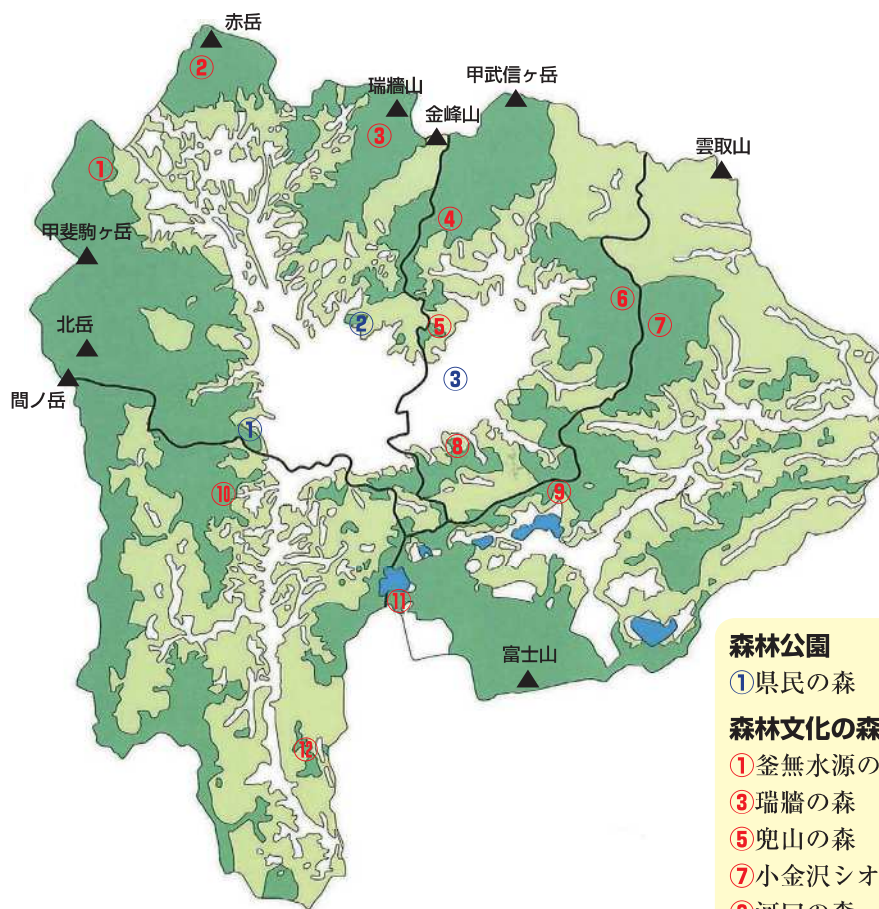 赤岳
②
瑞牆山
甲武信ヶ岳
金峰山
③
雲取山
①
④
甲斐駒ヶ岳
⑥
②
⑤
⑦
北岳
③
間ノ岳
①
⑧
⑩
⑨
⑪
富士山
⑫
森林公園
①県民の森
森林文化の森
①釜無水源の
③瑞牆の森
⑤兜山の森
⑦小金沢シオ